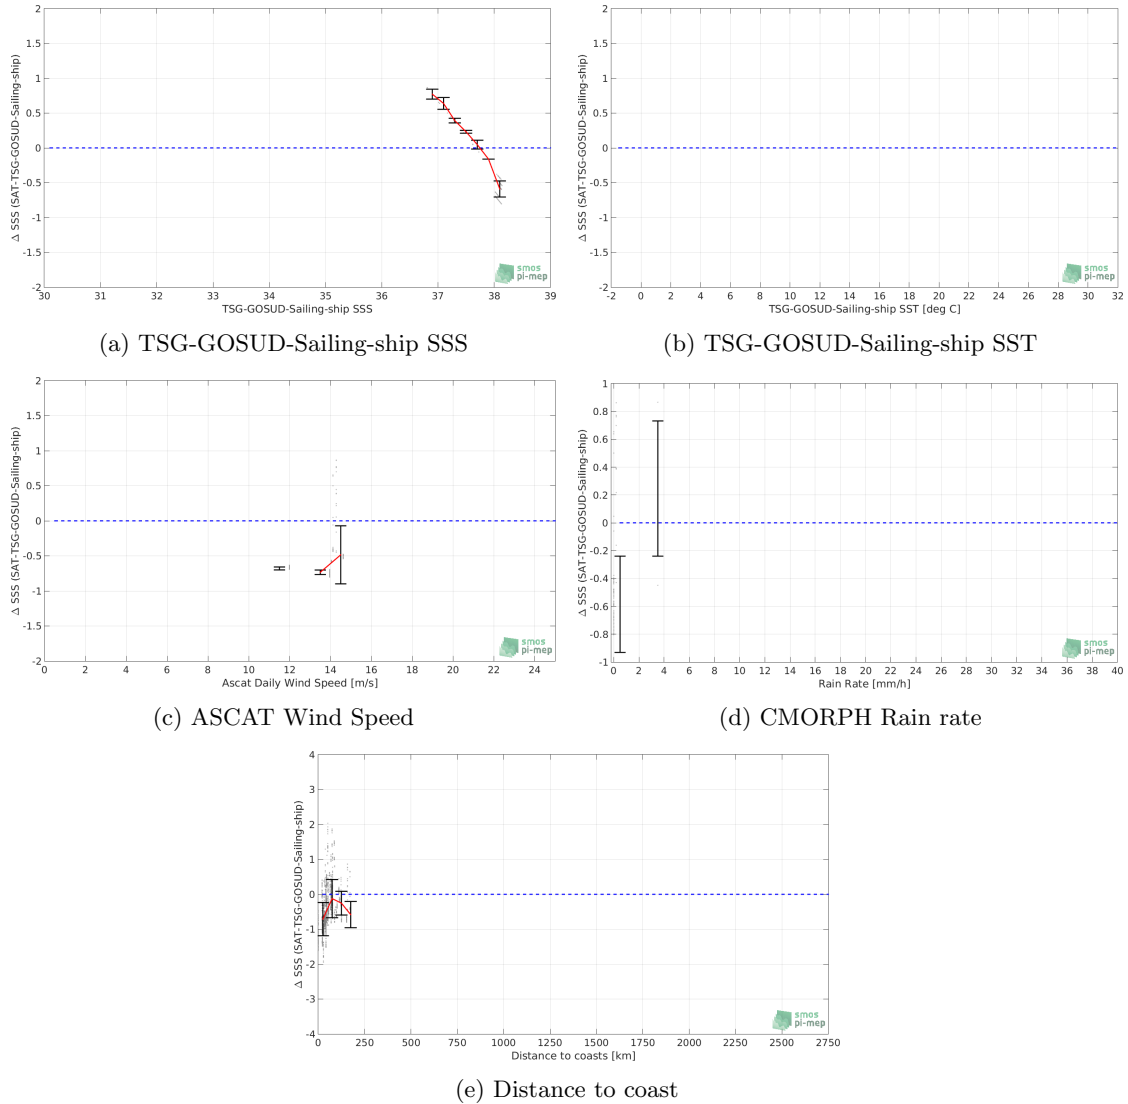 2
1.5
1
0.5
0
-0.5
-1
-1.5
-2
Δ SSS (SAT-TSG-GOSUD-Sailing-ship)
30 31 32 33 34 35 36 37 38 39
TSG-GOSUD-Sailing-ship SSS
smos
pi-mep
(a) TSG-GOSUD-Sailing-ship SSS
2
1.5
1
0.5
0
-0.5
-1
-1.5
-2
Δ SSS (SAT-TSG-GOSUD-Sailing-ship)
-2 0 2 4 6 8 10 12 14 16 18 20 22 24 26 28 30 32
TSG-GOSUD-Sailing-ship SST [deg C]
smos
pi-mep
(b) TSG-GOSUD-Sailing-ship SST
2
1.5
1
0.5
0
-0.5
-1
-1.5
-2
Δ SSS (SAT-TSG-GOSUD-Sailing-ship)
0 2 4 6 8 10 12 14 16 18 20 22 24
Ascat Daily Wind Speed [m/s]
smos
pi-mep
(c) ASCAT Wind Speed
1
0.8
0.6
0.4
0.2
0
-0.2
-0.4
-0.6
-0.8
-1
Δ SSS (SAT-TSG-GOSUD-Sailing-ship)
0 2 4 6 8 10 12 14 16 18 20 22 24 26 28 30 32 34 36 38 40
Rain Rate [mm/h]
smos
pi-mep
(d) CMORPH Rain rate
4
3
2
1
0
-1
-2
-3
-4
Δ SSS (SAT-TSG-GOSUD-Sailing-ship)
0 250 500 750 1000 1250 1500 1750 2000 2250 2500 2750
Distance to coasts [km]
smos
pi-mep
(e) Distance to coast